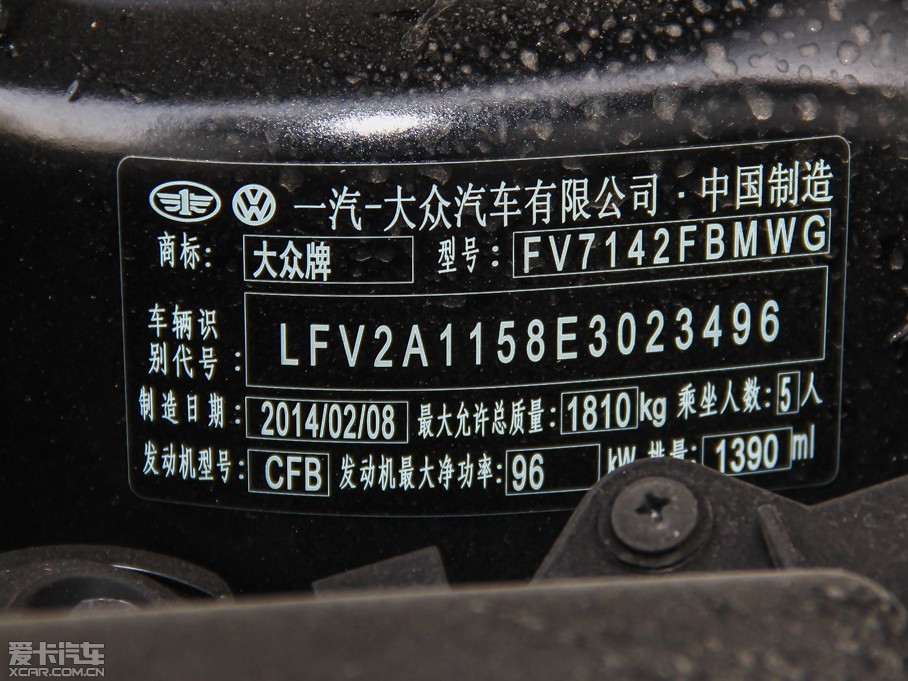 一汽-大众汽车有限公司·中国制造
商标: 大众牌 型号: FV7142FBMWG
车辆识别代号: LFV2A1158E3023496
制造日期: 2014/02/08 最大允许总质量: 1810kg 乘坐人数: 5人
发动机型号: CFB 发动机最大净功率: 96 kW 排量: 1390 ml
爱卡汽车
XCAR.COM.CN